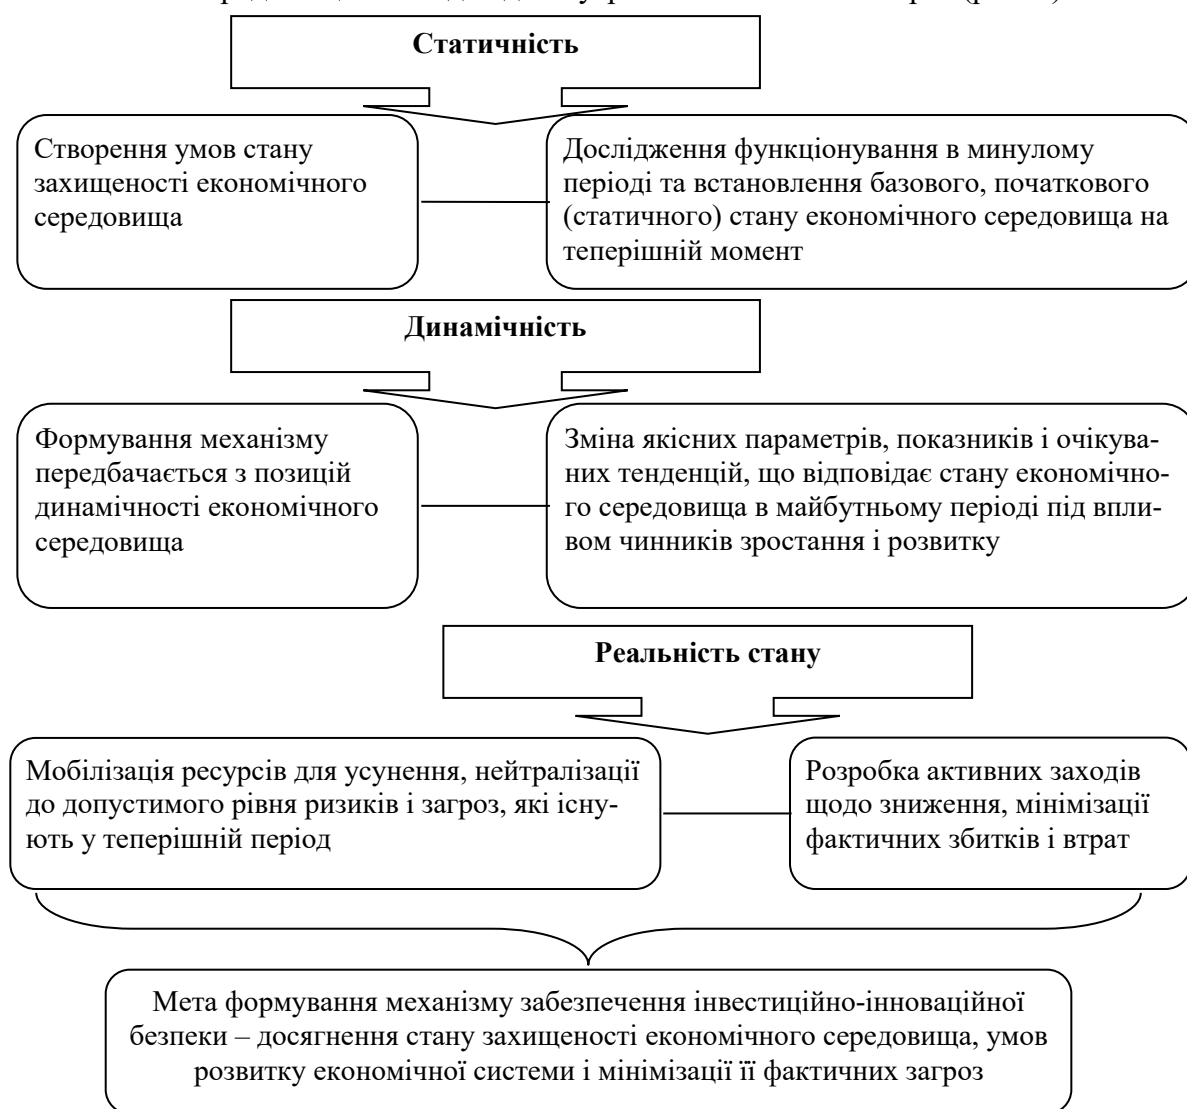 Статичність
Створення умов стану
захищеності економічного
середовища
Дослідження функціонування в минулому
періоді та встановлення базового, початкового
(статичного) стану економічного середовища на
теперішній момент
Динамічність
Формування механізму
передбачається з позицій
динамічності економічного
середовища
Зміна якісних параметрів, показників і очікува-
них тенденцій, що відповідає стану економічно-
го середовища в майбутньому періоді під впли-
вом чинників зростання і розвитку
Реальність стану
Мобілізація ресурсів для усунення, нейтралізації
до допустимого рівня ризиків і загроз, які існу-
ють у теперішній період
Розробка активних заходів
щодо зниження, мінімізації
фактичних збитків і втрат
Мета формування механізму забезпечення інвестиційно-інноваційної
безпеки – досягнення стану захищеності економічного середовища, умов
розвитку економічної системи і мінімізації її фактичних загроз